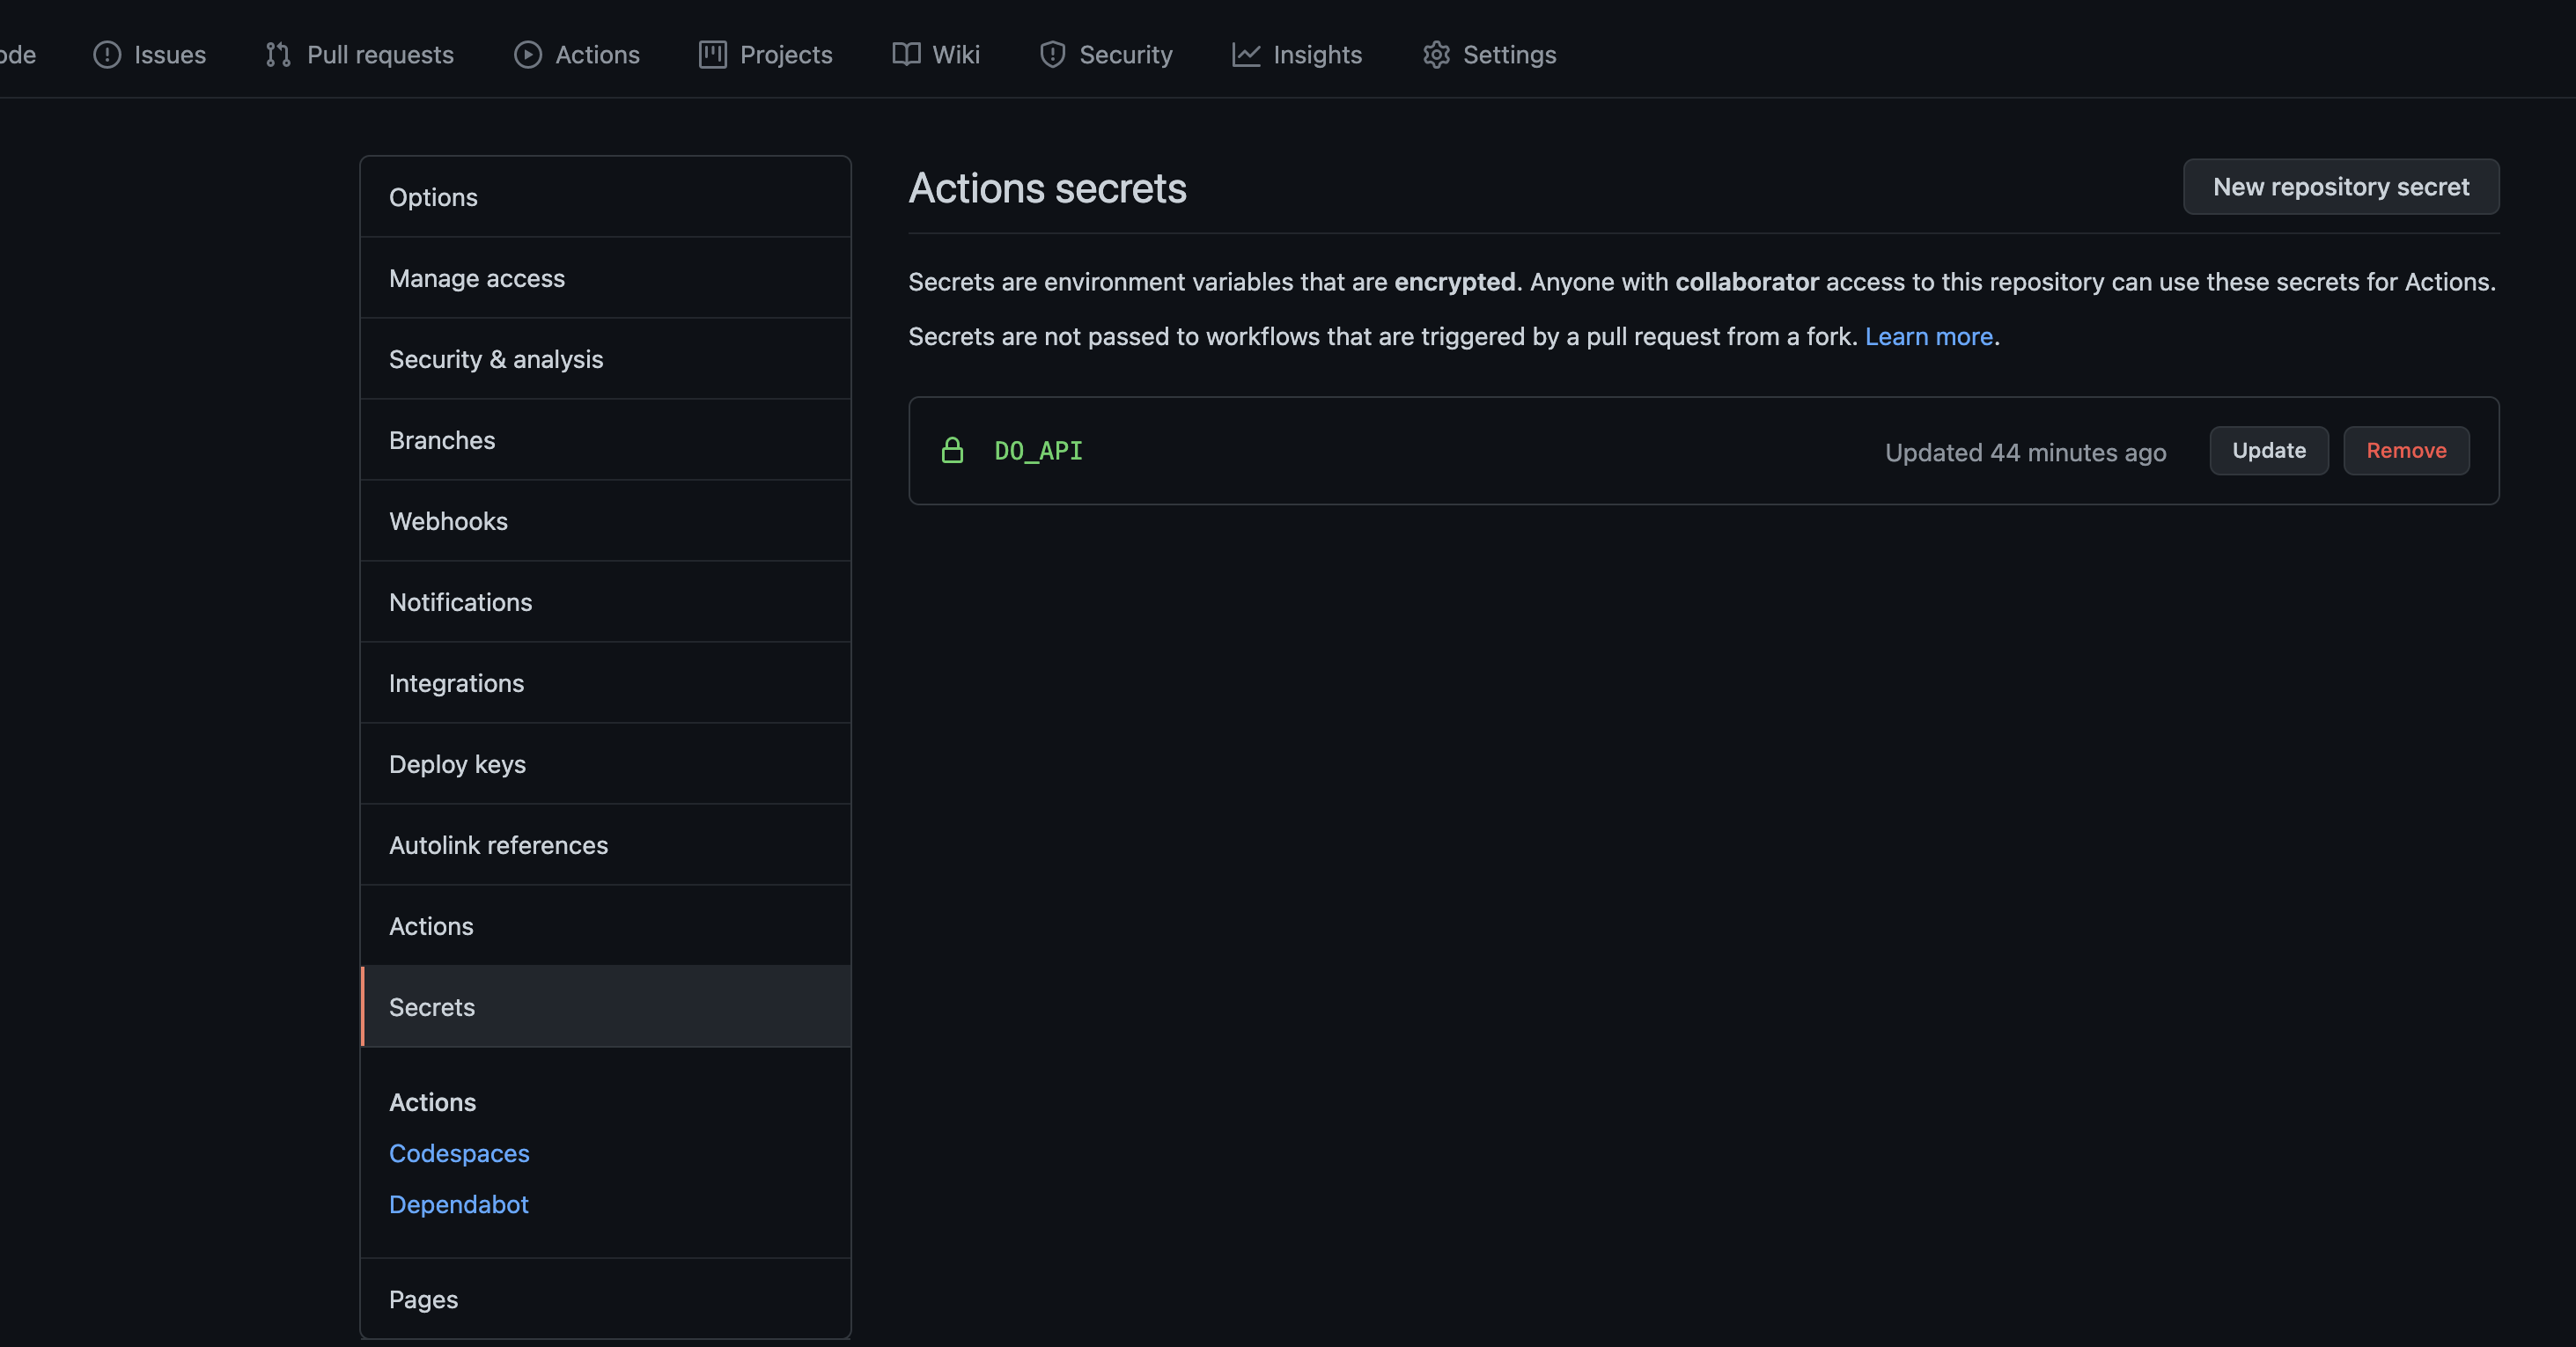 ode Issues Pull requests Actions Projects Wiki Security Insights Settings
Options
Manage access
Security & analysis
Branches
Webhooks
Notifications
Integrations
Deploy keys
Autolink references
Actions
Secrets
Actions
Codespaces
Dependabot
Pages
Actions secrets
New repository secret
Secrets are environment variables that are encrypted. Anyone with collaborator access to this repository can use these secrets for Actions.
Secrets are not passed to workflows that are triggered by a pull request from a fork. Learn more.
DO_API Updated 44 minutes ago Update Remove